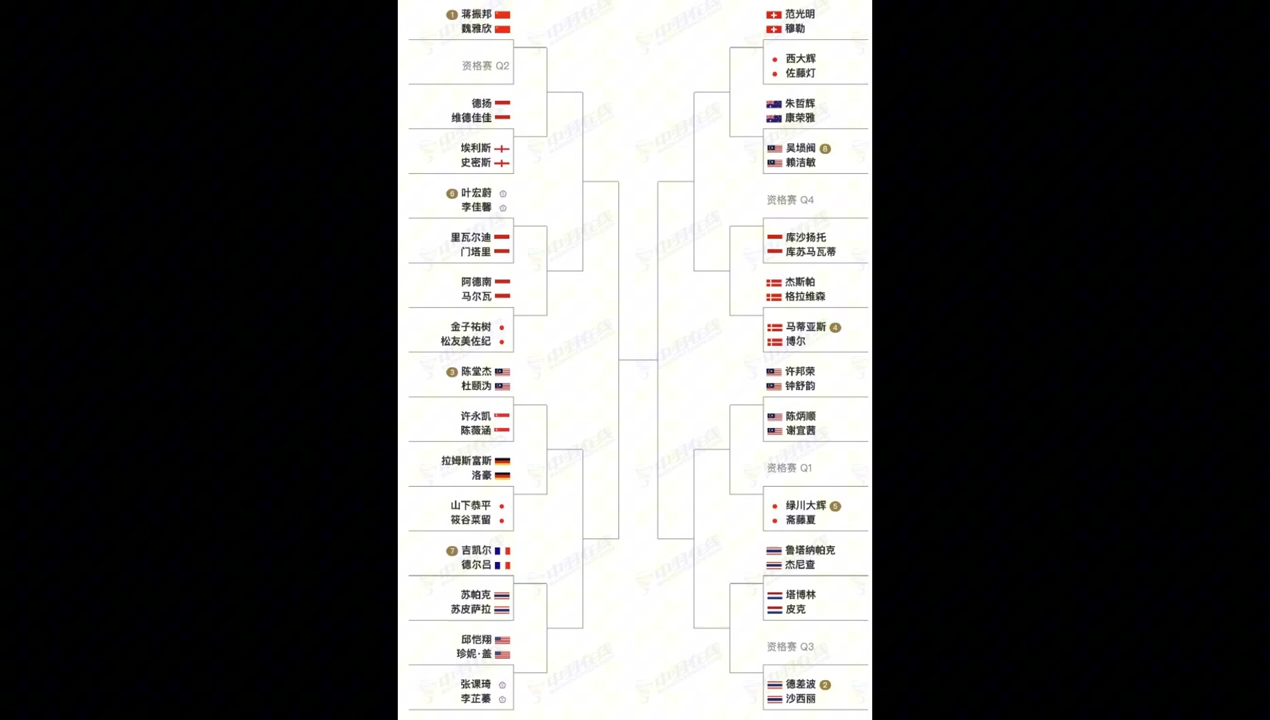 1 蒋振邦
魏雅欣
资格赛 Q2
德扬
维德佳佳
埃利斯
史密斯
6 叶宏蔚
李佳馨
里瓦尔迪
门塔里
阿德南
马尔瓦
金子祐树
松友美佐纪
3 陈堂杰
杜颐沩
许永凯
陈薇涵
拉姆斯富斯
洛豪
山下恭平
筱谷菜留
7 吉凯尔
德尔吕
苏帕克
苏皮萨拉
邱恺翔
珍妮·盖
张课琦
李芷蓁
范光明
穆勒
西大辉
佐藤灯
朱哲辉
康荣雅
吴埙阀 8
赖洁敏
资格赛 Q4
库沙扬托
库苏马瓦蒂
杰斯帕
格拉维森
马蒂亚斯 4
博尔
许邦荣
钟舒韵
陈炳顺
谢宜茜
资格赛 Q1
绿川大辉 5
斋藤夏
鲁塔纳帕克
杰尼查
塔博林
皮克
资格赛 Q3
德差波 2
沙西丽
中羽在线